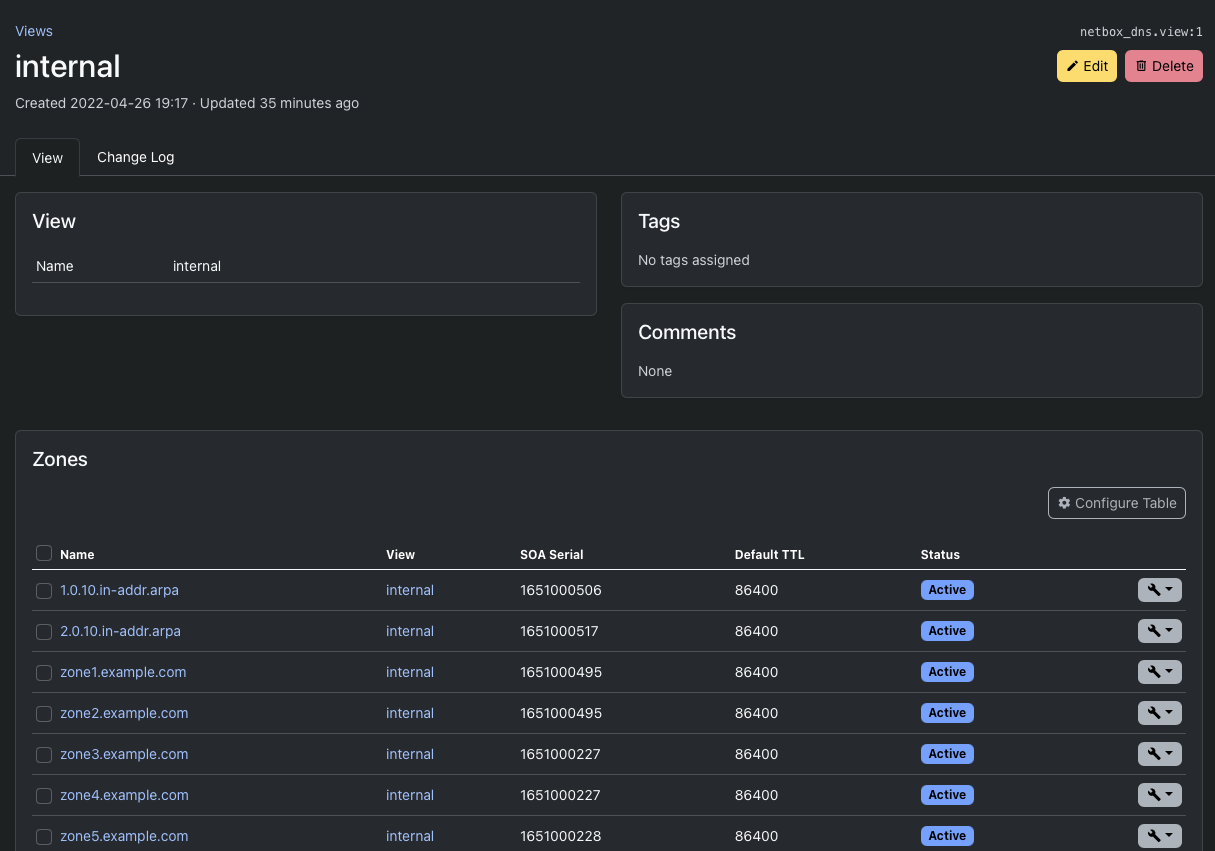 Views
netbox_dns.view:1
internal
Edit
Delete
Created 2022-04-26 19:17 · Updated 35 minutes ago
View
Change Log
View
Name internal
Tags
No tags assigned
Comments
None
Zones
Configure Table
Name View SOA Serial Default TTL Status
1.0.10.in-addr.arpa internal 1651000506 86400 Active
2.0.10.in-addr.arpa internal 1651000517 86400 Active
zone1.example.com internal 1651000495 86400 Active
zone2.example.com internal 1651000495 86400 Active
zone3.example.com internal 1651000227 86400 Active
zone4.example.com internal 1651000227 86400 Active
zone5.example.com internal 1651000228 86400 Active